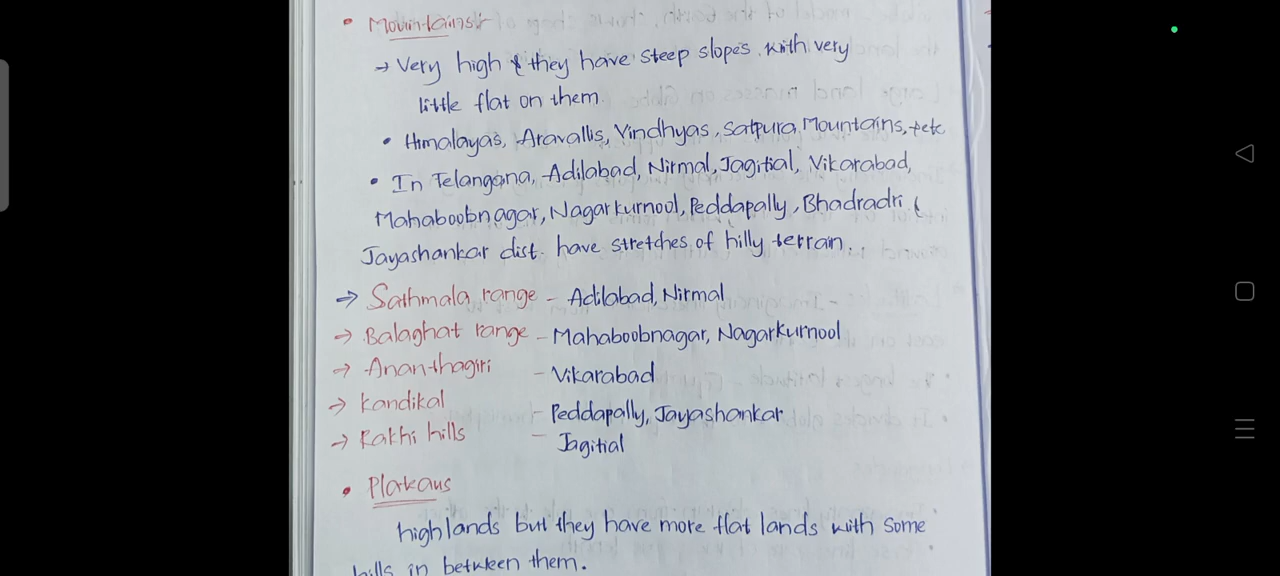 • Mountains:-
→ Very high & they have steep slopes with very
little flat on them.
• Himalayas, Aravallis, Vindhyas, Satpura Mountains, etc
• In Telangana, Adilabad, Nirmal, Jagitial, Vikarabad,
Mahaboobnagar, Nagarkurnool, Peddapally, Bhadradri &
Jayashankar dist. have stretches of hilly terrain.
→ Sathmala range - Adilabad, Nirmal
→ Balaghat range - Mahaboobnagar, Nagarkurnool
→ Ananthagiri - Vikarabad
→ Kandikal - Peddapally, Jayashankar
→ Rakhi hills - Jagitial
• Plateaus
highlands but they have more flat lands with some
hills in between them.